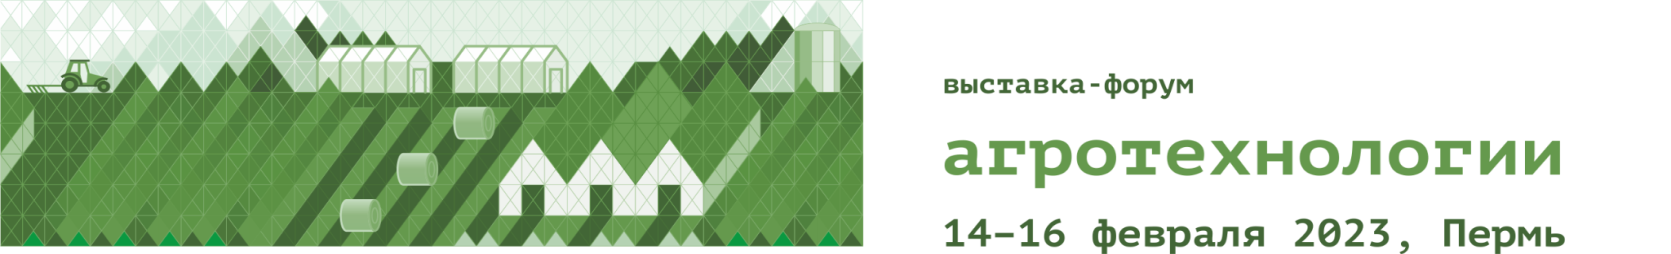 выставка-форум
агротехнологии
14–16 февраля 2023, Пермь